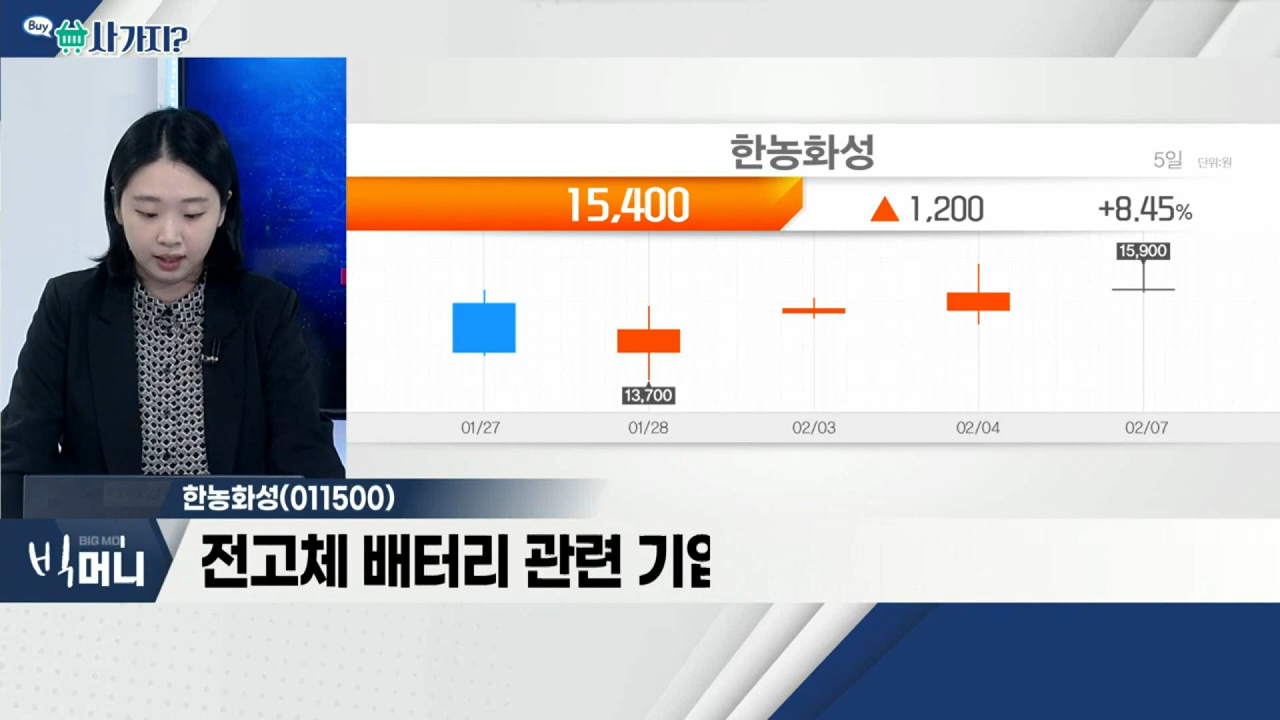 Buy 사가지?
한농화성
5일 단위:원
15,400 ▲ 1,200 +8.45%
15,900
13,700
01/27 01/28 02/03 02/04 02/07
한농화성(011500)
BIG MO
빅머니
전고체 배터리 관련 기업